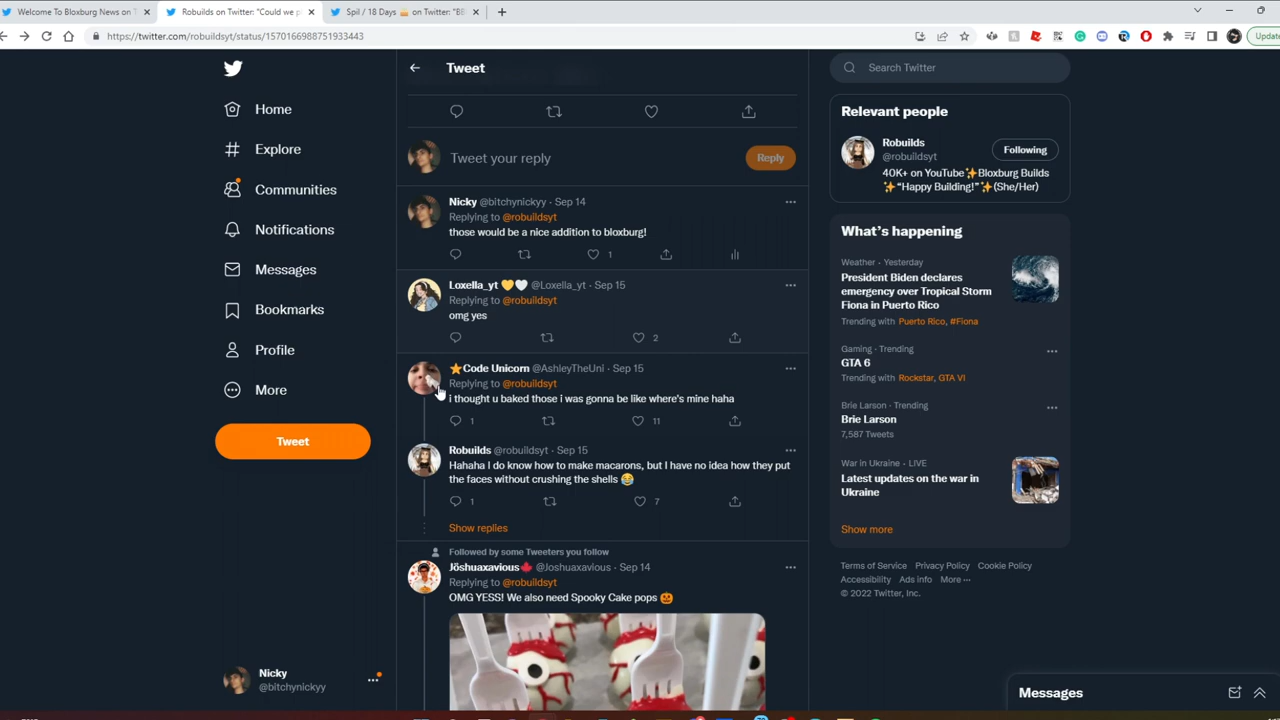 Welcome To Bloxburg News on T
Robuilds on Twitter: "Could we p
Spil / 18 Days 🥧 on Twitter: "BE
https://twitter.com/robuildsyt/status/1570166988751933443
Update
Home
Explore
Communities
Notifications
Messages
Bookmarks
Profile
More
Tweet
Nicky
@bitchynickyy
Tweet
Tweet your reply
Reply
Nicky @bitchynickyy · Sep 14
Replying to @robuildsyt
those would be a nice addition to bloxburg!
1
Loxella_yt 💛🤍 @Loxella_yt · Sep 15
Replying to @robuildsyt
omg yes
2
⭐Code Unicorn @AshleyTheUni · Sep 15
Replying to @robuildsyt
i thought u baked those i was gonna be like where's mine haha
1 11
Robuilds @robuildsyt · Sep 15
Hahaha I do know how to make macarons, but I have no idea how they put
the faces without crushing the shells 😂
1 7
Show replies
Followed by some Tweeters you follow
Jöshuaxavious🍁 @Joshuaxavious · Sep 14
Replying to @robuildsyt
OMG YESS! We also need Spooky Cake pops 🎃
Search Twitter
Relevant people
Robuilds
@robuildsyt
Following
40K+ on YouTube✨Bloxburg Builds
✨"Happy Building!"✨(She/Her)
What's happening
Weather · Yesterday
President Biden declares
emergency over Tropical Storm
Fiona in Puerto Rico
Trending with Puerto Rico, #Fiona
Gaming · Trending
GTA 6
Trending with Rockstar, GTA VI
Brie Larson · Trending
Brie Larson
7,587 Tweets
War in Ukraine · LIVE
Latest updates on the war in
Ukraine
Show more
Terms of Service Privacy Policy Cookie Policy
Accessibility Ads info More ···
© 2022 Twitter, Inc.
Messages